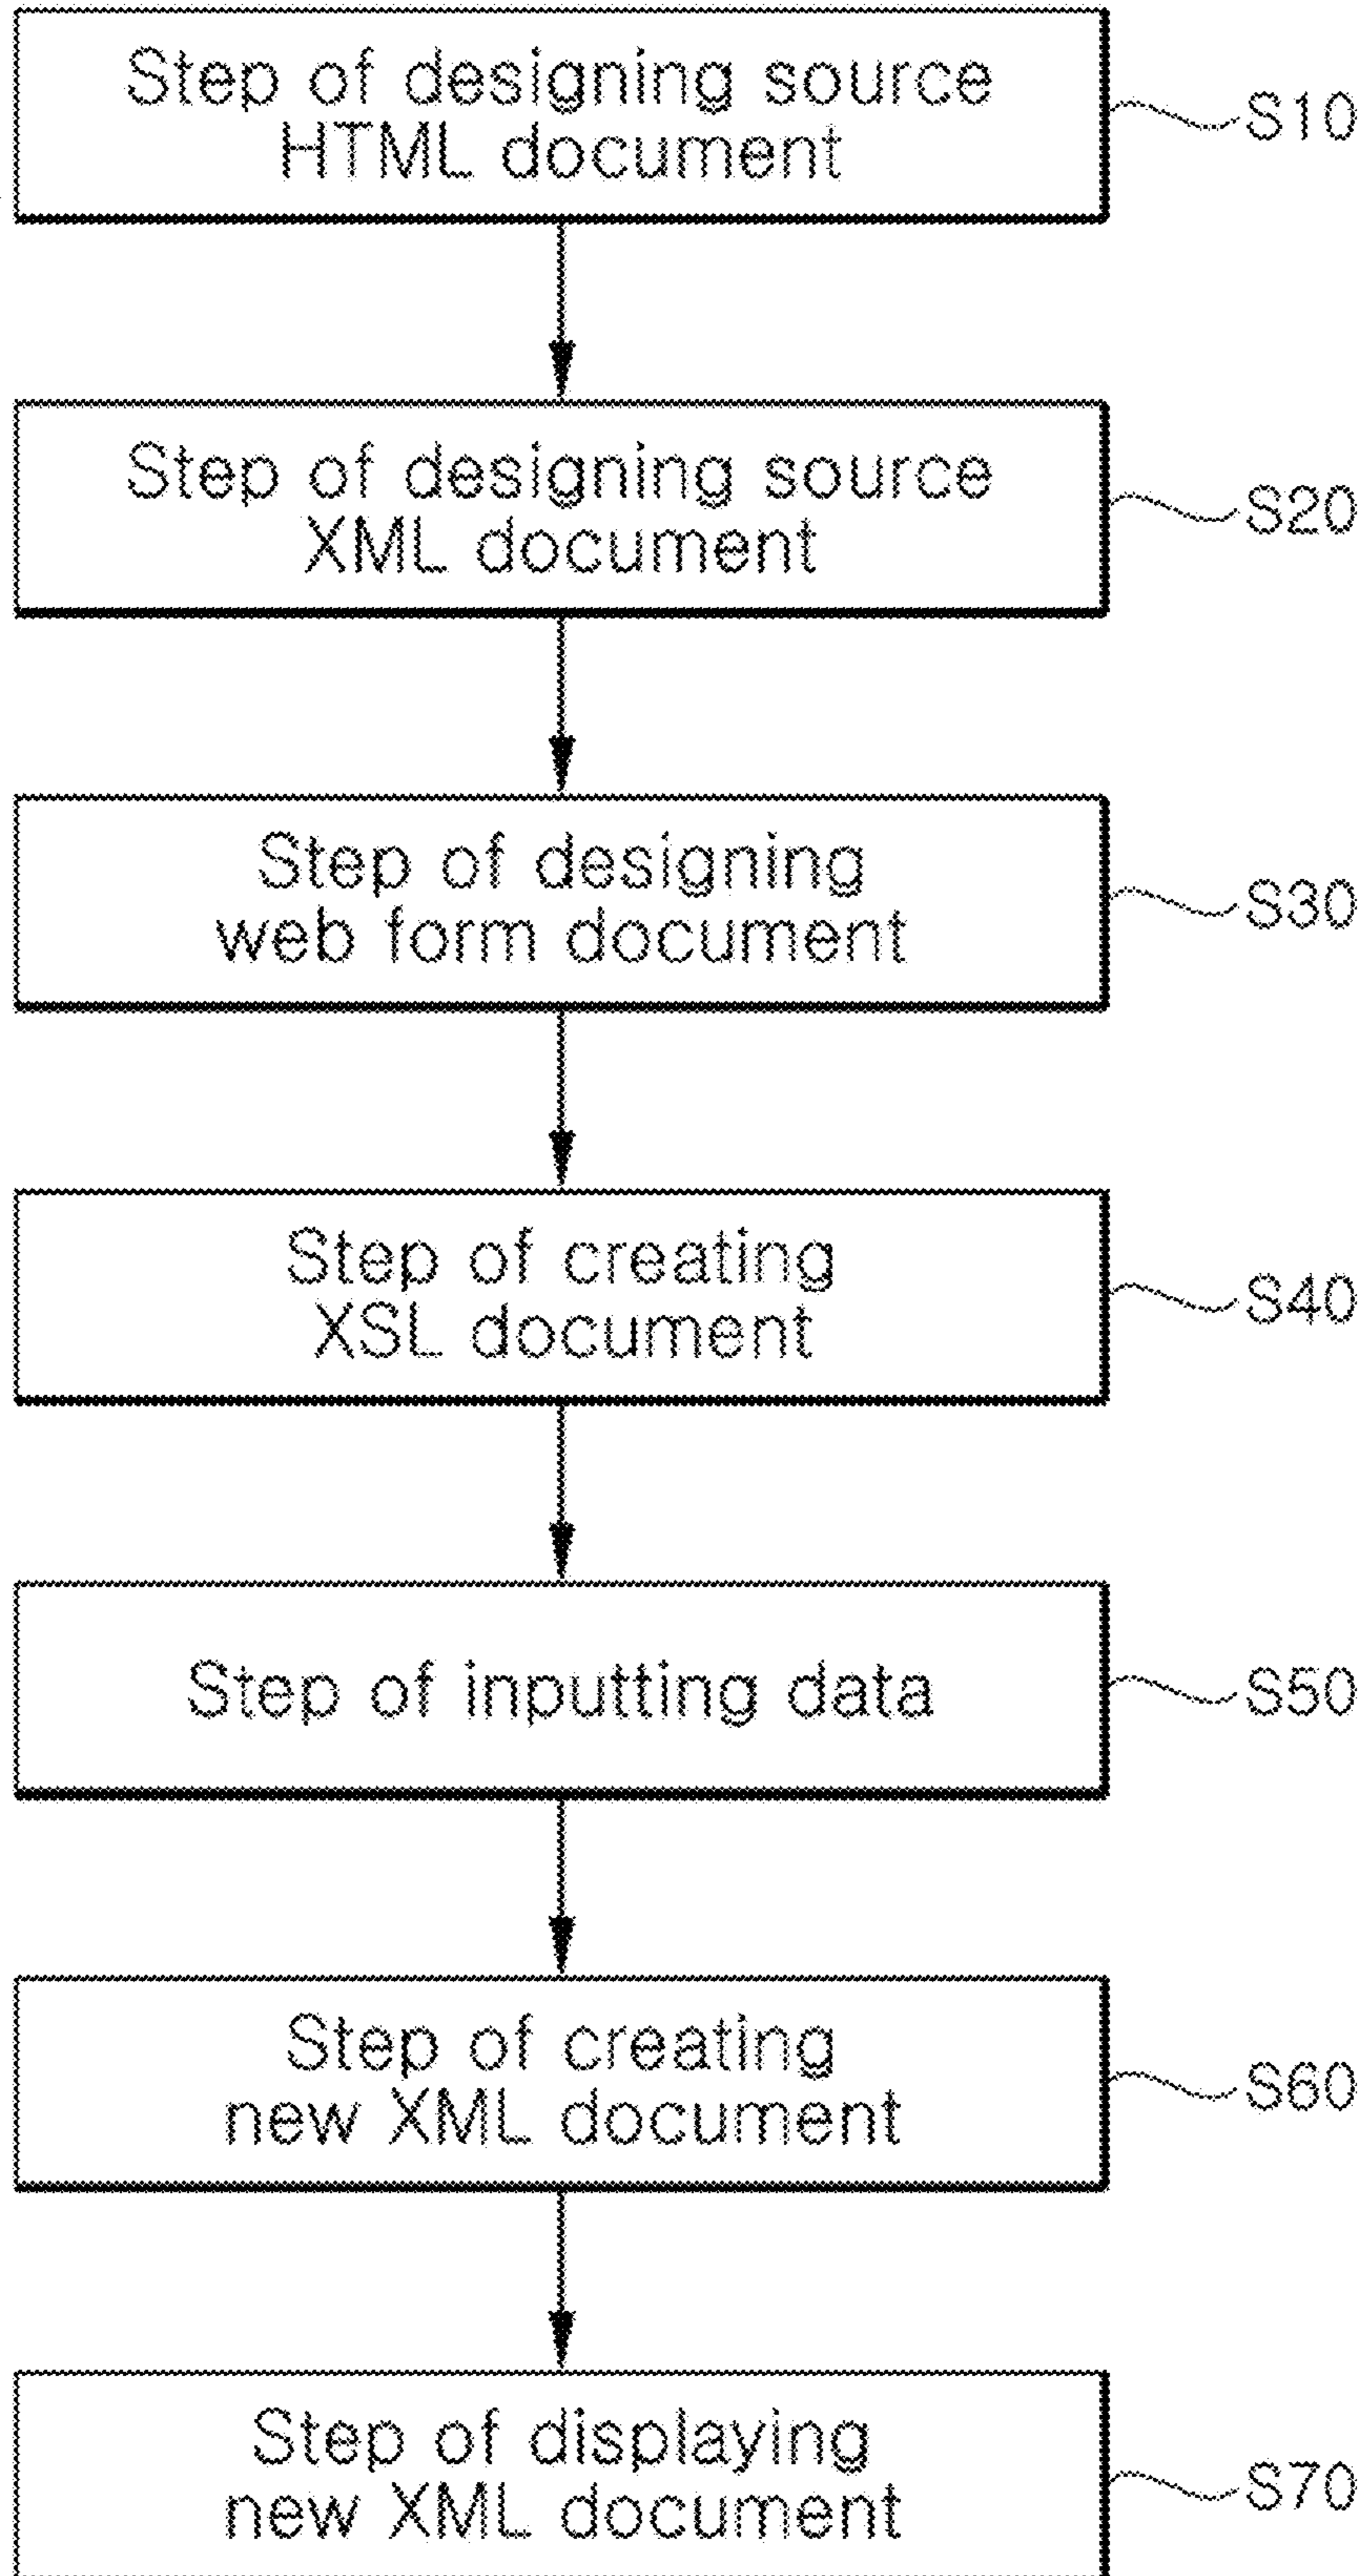 Step of designing source
HTML document
S10
Step of designing source
XML document
S20
Step of designing
web form document
S30
Step of creating
XSL document
S40
Step of inputting data
S50
Step of creating
new XML document
S60
Step of displaying
new XML document
S70